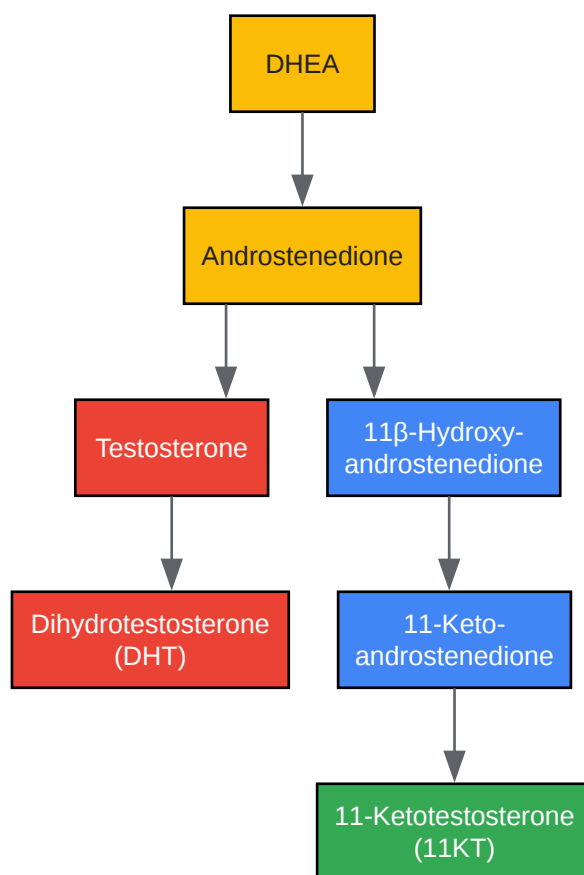 DHEA
Androstenedione
Testosterone
11β-Hydroxy-
androstenedione
Dihydrotestosterone
(DHT)
11-Keto-
androstenedione
11-Ketotestosterone
(11KT)